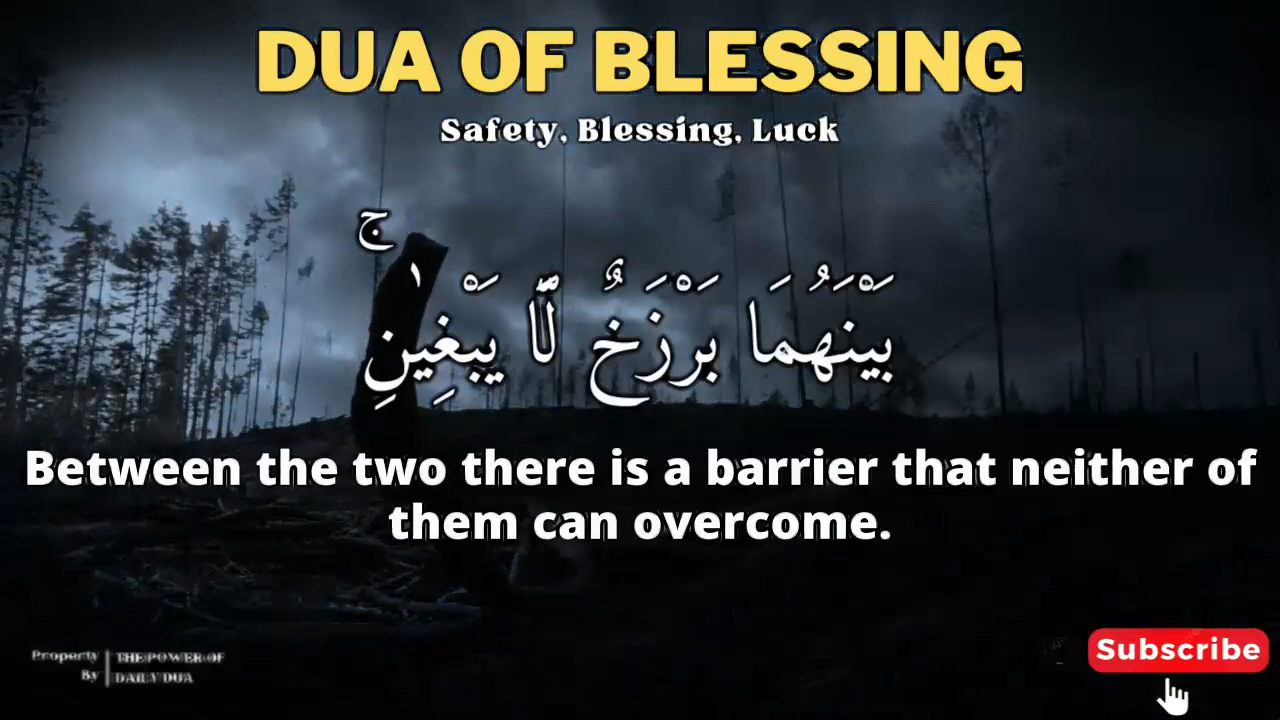 DUA OF BLESSING
Safety, Blessing, Luck
بَيْنَهُمَا بَرْزَخٌ لَّا يَبْغِيٰنِۚ
Between the two there is a barrier that neither of
them can overcome.
Property By | THE POWER OF DAILY DUA
Subscribe